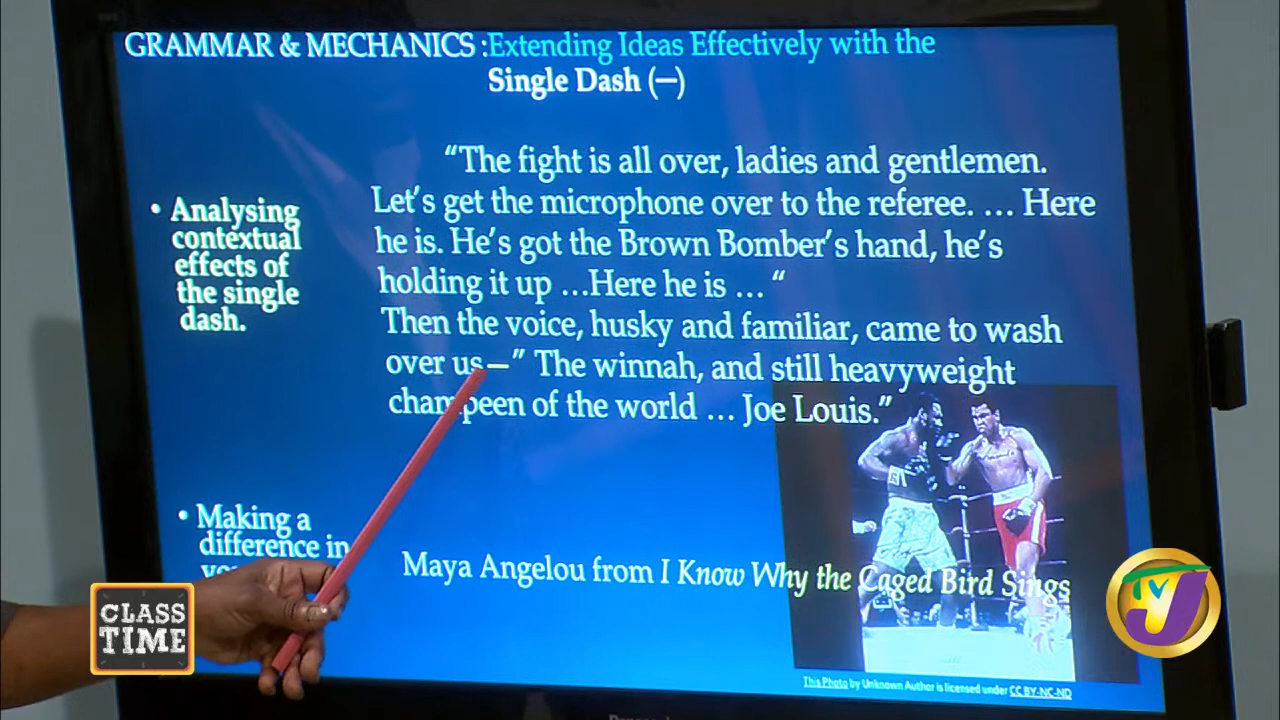 GRAMMAR & MECHANICS :Extending Ideas Effectively with the
Single Dash (—)
• Analysing
contextual
effects of
the single
dash.
“The fight is all over, ladies and gentlemen.
Let’s get the microphone over to the referee. … Here
he is. He’s got the Brown Bomber’s hand, he’s
holding it up …Here he is … “
Then the voice, husky and familiar, came to wash
over us—” The winnah, and still heavyweight
champeen of the world … Joe Louis.”
• Making a
difference in
Maya Angelou from I Know Why the Caged Bird Sings
This Photo by Unknown Author is licensed under CC BY-NC-ND
CLASS
TIME
TVJ